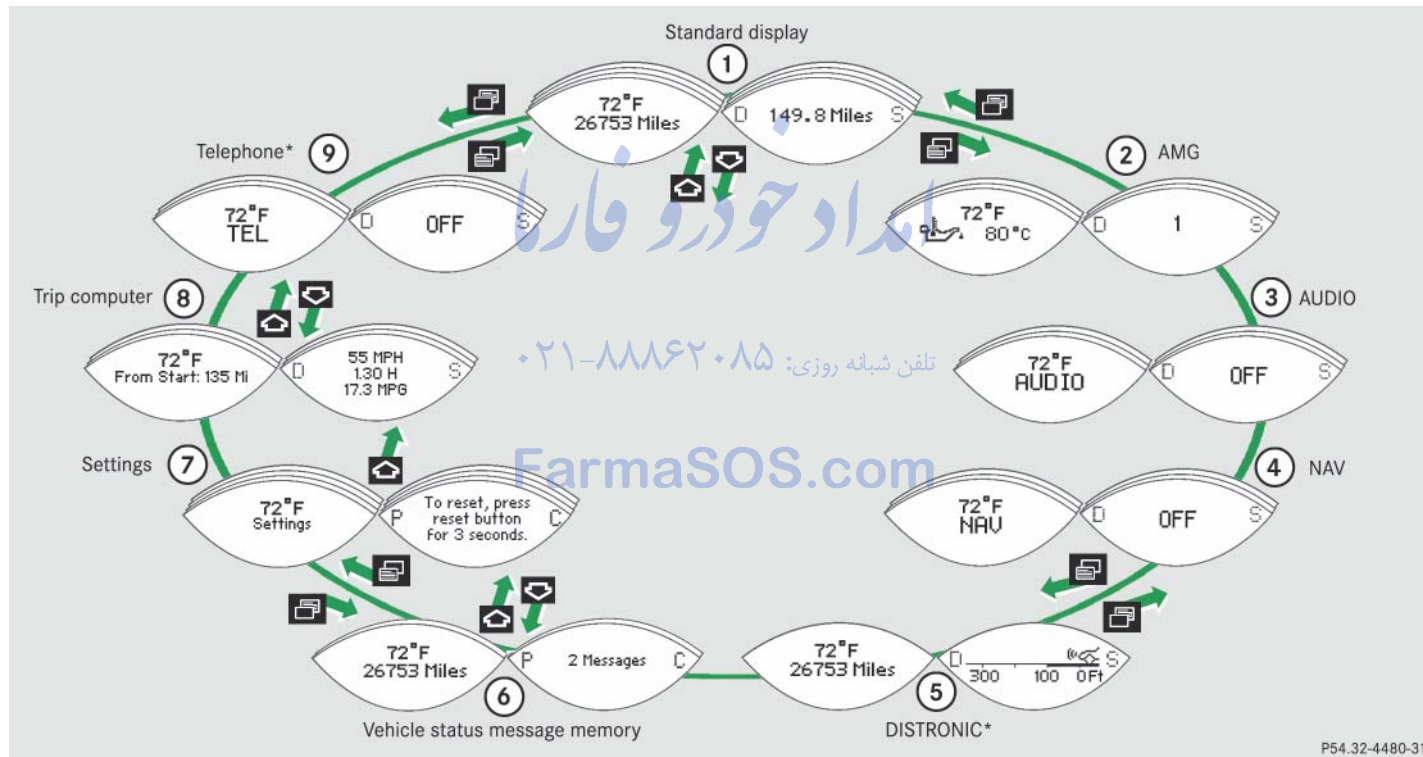 Standard display
1
72°F
26753 Miles
D 149.8 Miles S
Telephone* 9
2 AMG
72°F
TEL
D OFF S
72°F
80°C
D 1 S
امداد خودرو فارما
Trip computer 8
3 AUDIO
72°F
From Start: 135 Mi
D 55 MPH S
1.30 H
17.3 MPG
72°F
AUDIO
D OFF S
تلفن شبانه روزی: ۰۲۱-۸۸۸۶۲۰۸۵
Settings 7
4 NAV
72°F
Settings
P To reset, press C
reset button
for 3 seconds.
FarmaSOS.com
72°F
NAV
D OFF S
72°F
26753 Miles
P 2 Messages C
72°F
26753 Miles
D S
300 100 0Ft
6
Vehicle status message memory
5
DISTRONIC*
P54.32-4480-31